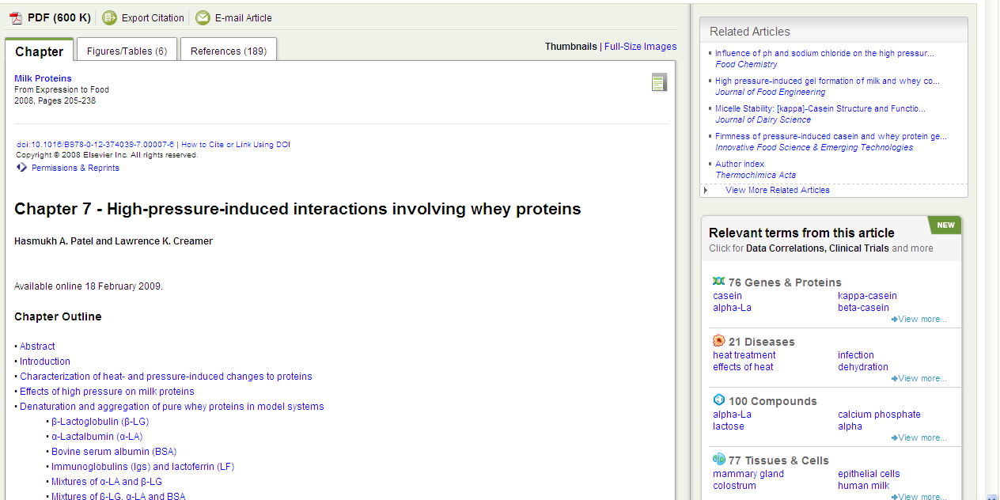 PDF (600 K) Export Citation E-mail Article
Chapter Figures/Tables (6) References (189) Thumbnails | Full-Size Images
Milk Proteins
From Expression to Food
2008, Pages 205-238
doi:10.1016/B978-0-12-374039-7.00007-6 | How to Cite or Link Using DOI
Copyright © 2008 Elsevier Inc. All rights reserved.
Permissions & Reprints
Chapter 7 - High-pressure-induced interactions involving whey proteins
Hasmukh A. Patel and Lawrence K. Creamer
Available online 18 February 2009.
Chapter Outline
• Abstract
• Introduction
• Characterization of heat- and pressure-induced changes to proteins
• Effects of high pressure on milk proteins
• Denaturation and aggregation of pure whey proteins in model systems
• β-Lactoglobulin (β-LG)
• α-Lactalbumin (α-LA)
• Bovine serum albumin (BSA)
• Immunoglobulins (Igs) and lactoferrin (LF)
• Mixtures of α-LA and β-LG
• Mixtures of β-LG, α-LA and BSA
Related Articles
Influence of ph and sodium chloride on the high pressur...
Food Chemistry
High pressure-induced gel formation of milk and whey co...
Journal of Food Engineering
Micelle Stability: [kappa]-Casein Structure and Functio...
Journal of Dairy Science
Firmness of pressure-induced casein and whey protein ge...
Innovative Food Science & Emerging Technologies
Author index
Thermochimica Acta
View More Related Articles
NEW
Relevant terms from this article
Click for Data Correlations, Clinical Trials and more
76 Genes & Proteins
casein kappa-casein
alpha-La beta-casein
View more...
21 Diseases
heat treatment infection
effects of heat dehydration
View more...
100 Compounds
alpha-La calcium phosphate
lactose alpha
View more...
77 Tissues & Cells
mammary gland epithelial cells
colostrum human milk
View more...